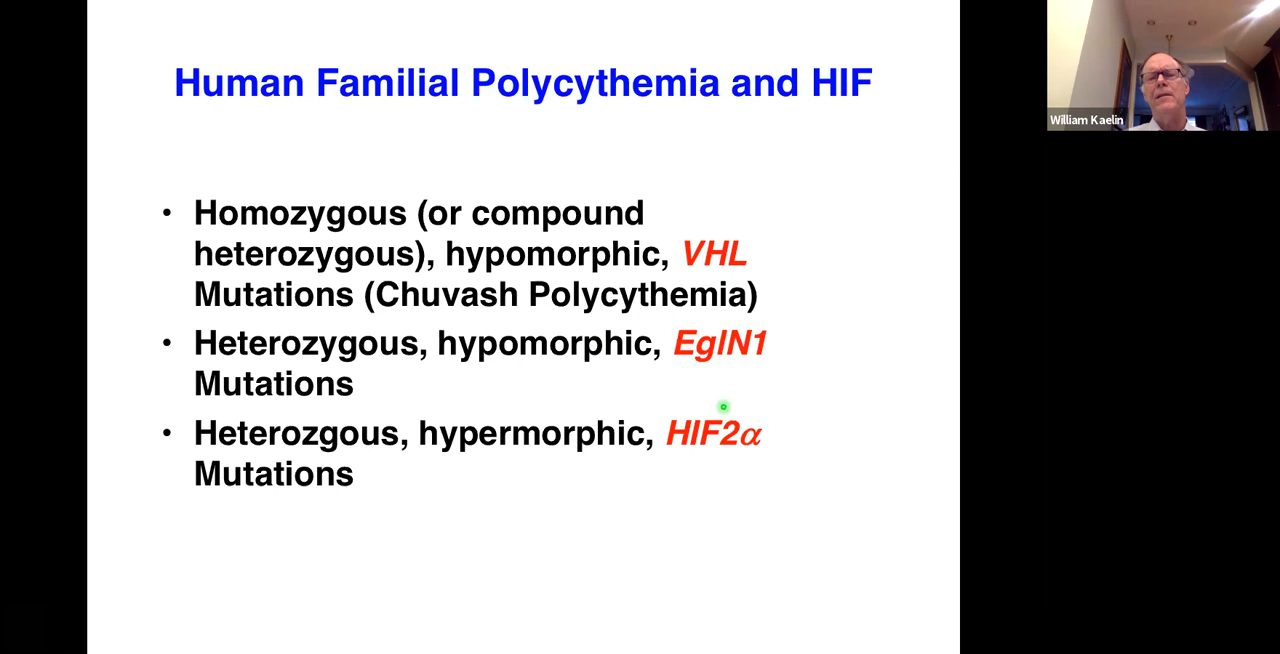 Human Familial Polycythemia and HIF
William Kaelin
• Homozygous (or compound
heterozygous), hypomorphic, VHL
Mutations (Chuvash Polycythemia)
• Heterozygous, hypomorphic, EglN1
Mutations
• Heterozgous, hypermorphic, HIF2α
Mutations